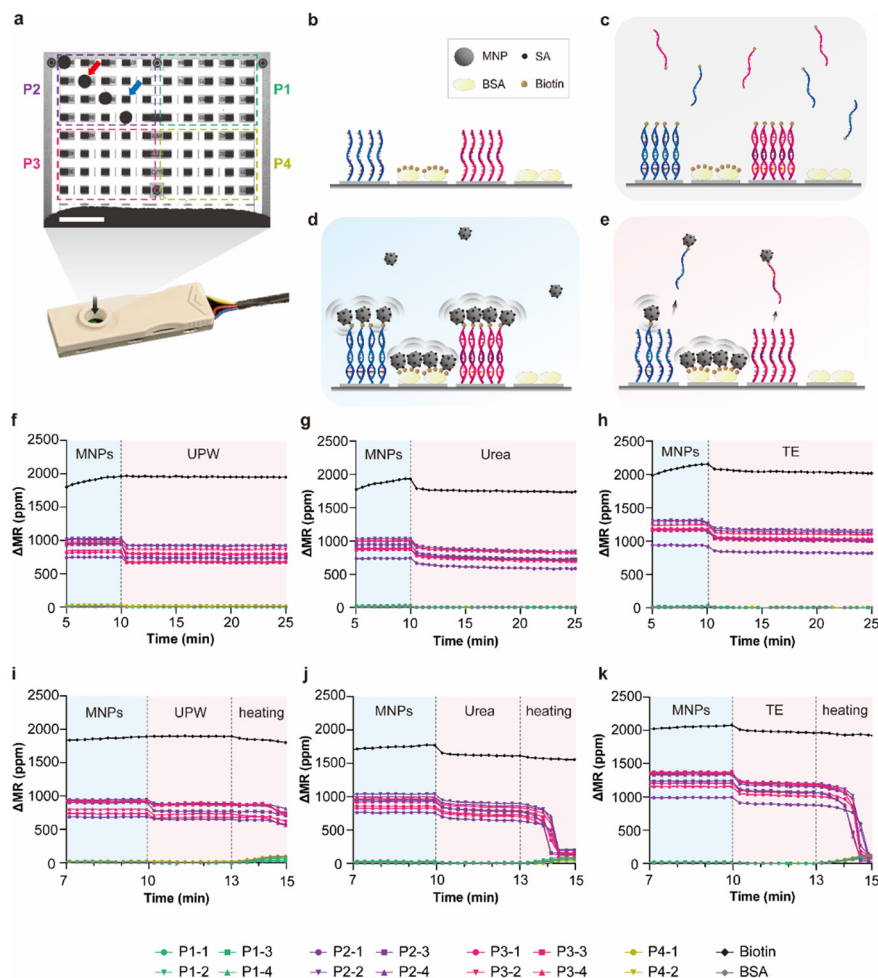 a
P2
P1
P3
P4
b
MNP
SA
BSA
Biotin
c
d
e
f
MNPs
UPW
2500
2000
1500
1000
500
0
ΔMR (ppm)
5
10
15
20
25
Time (min)
g
MNPs
Urea
2500
2000
1500
1000
500
0
ΔMR (ppm)
5
10
15
20
25
Time (min)
h
MNPs
TE
2500
2000
1500
1000
500
0
ΔMR (ppm)
5
10
15
20
25
Time (min)
i
MNPs
UPW
heating
2500
2000
1500
1000
500
0
ΔMR (ppm)
7
10
13
15
Time (min)
j
MNPs
Urea
heating
2500
2000
1500
1000
500
0
ΔMR (ppm)
7
10
13
15
Time (min)
k
MNPs
TE
heating
2500
2000
1500
1000
500
0
ΔMR (ppm)
7
10
13
15
Time (min)
P1-1 P1-3 P2-1 P2-3 P3-1 P3-3 P4-1 Biotin
P1-2 P1-4 P2-2 P2-4 P3-2 P3-4 P4-2 BSA